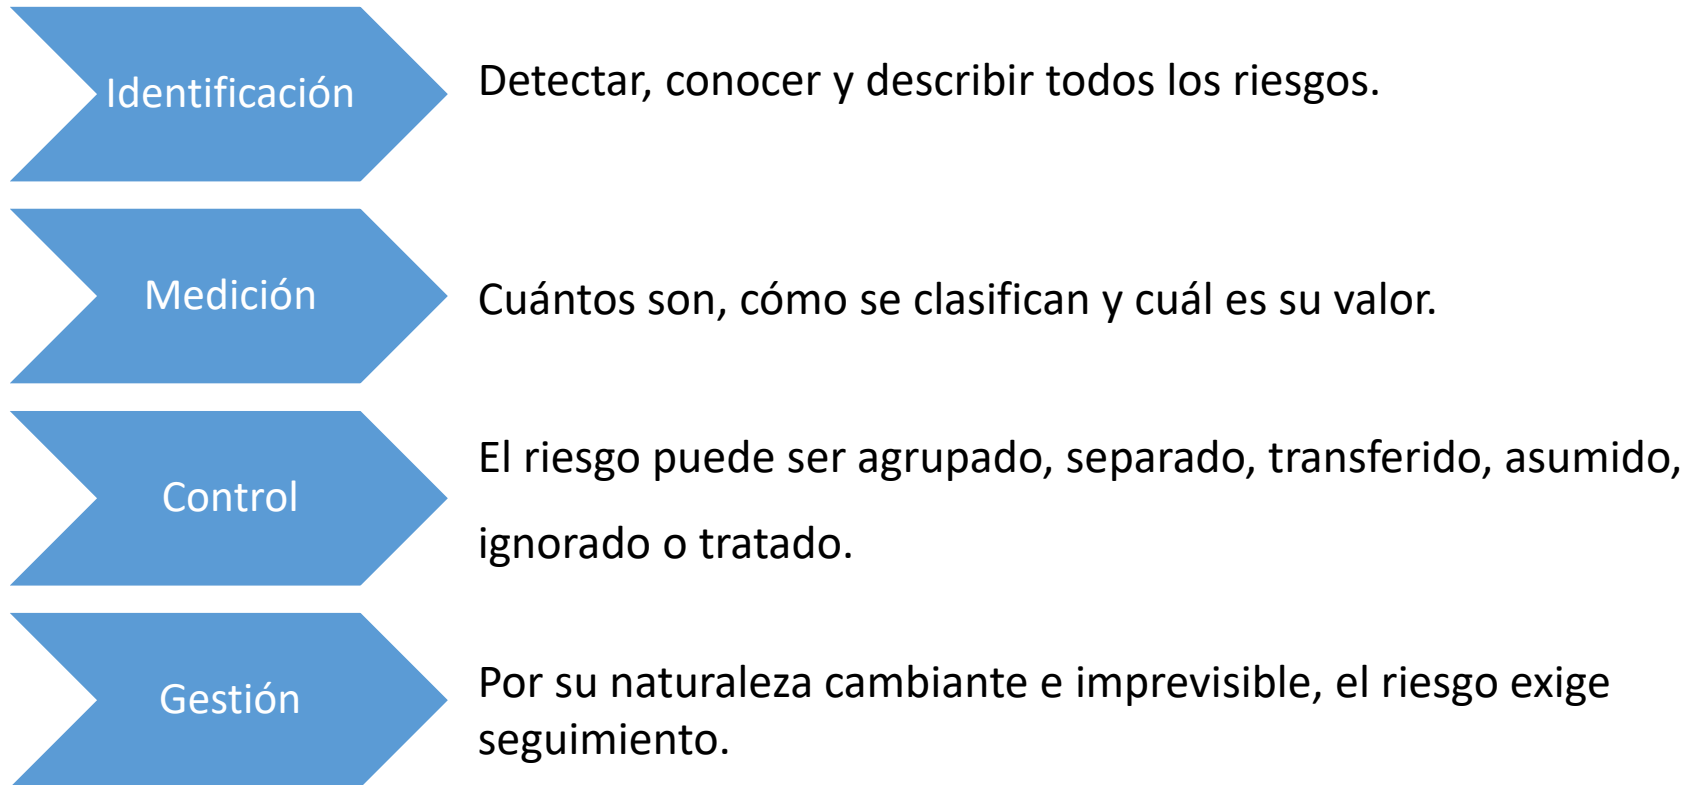 Identificación
Detectar, conocer y describir todos los riesgos.
Medición
Cuántos son, cómo se clasifican y cuál es su valor.
Control
El riesgo puede ser agrupado, separado, transferido, asumido,
ignorado o tratado.
Gestión
Por su naturaleza cambiante e imprevisible, el riesgo exige
seguimiento.